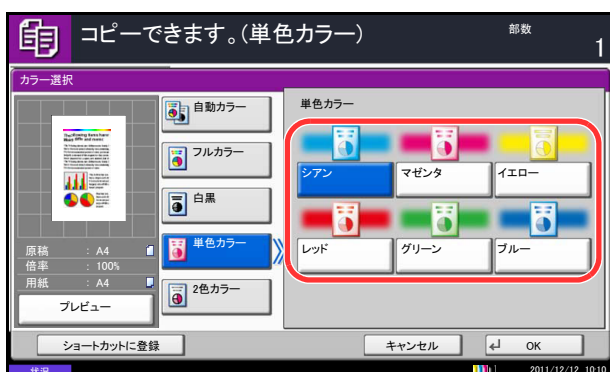 コピーできます。(単色カラー)
部数
1
カラー選択
自動カラー
フルカラー
白黒
単色カラー
2色カラー
単色カラー
シアン
マゼンタ
イエロー
レッド
グリーン
ブルー
原稿 : A4
倍率 : 100%
用紙 : A4
プレビュー
ショートカットに登録
キャンセル
OK
状況
2011/12/12 10:10